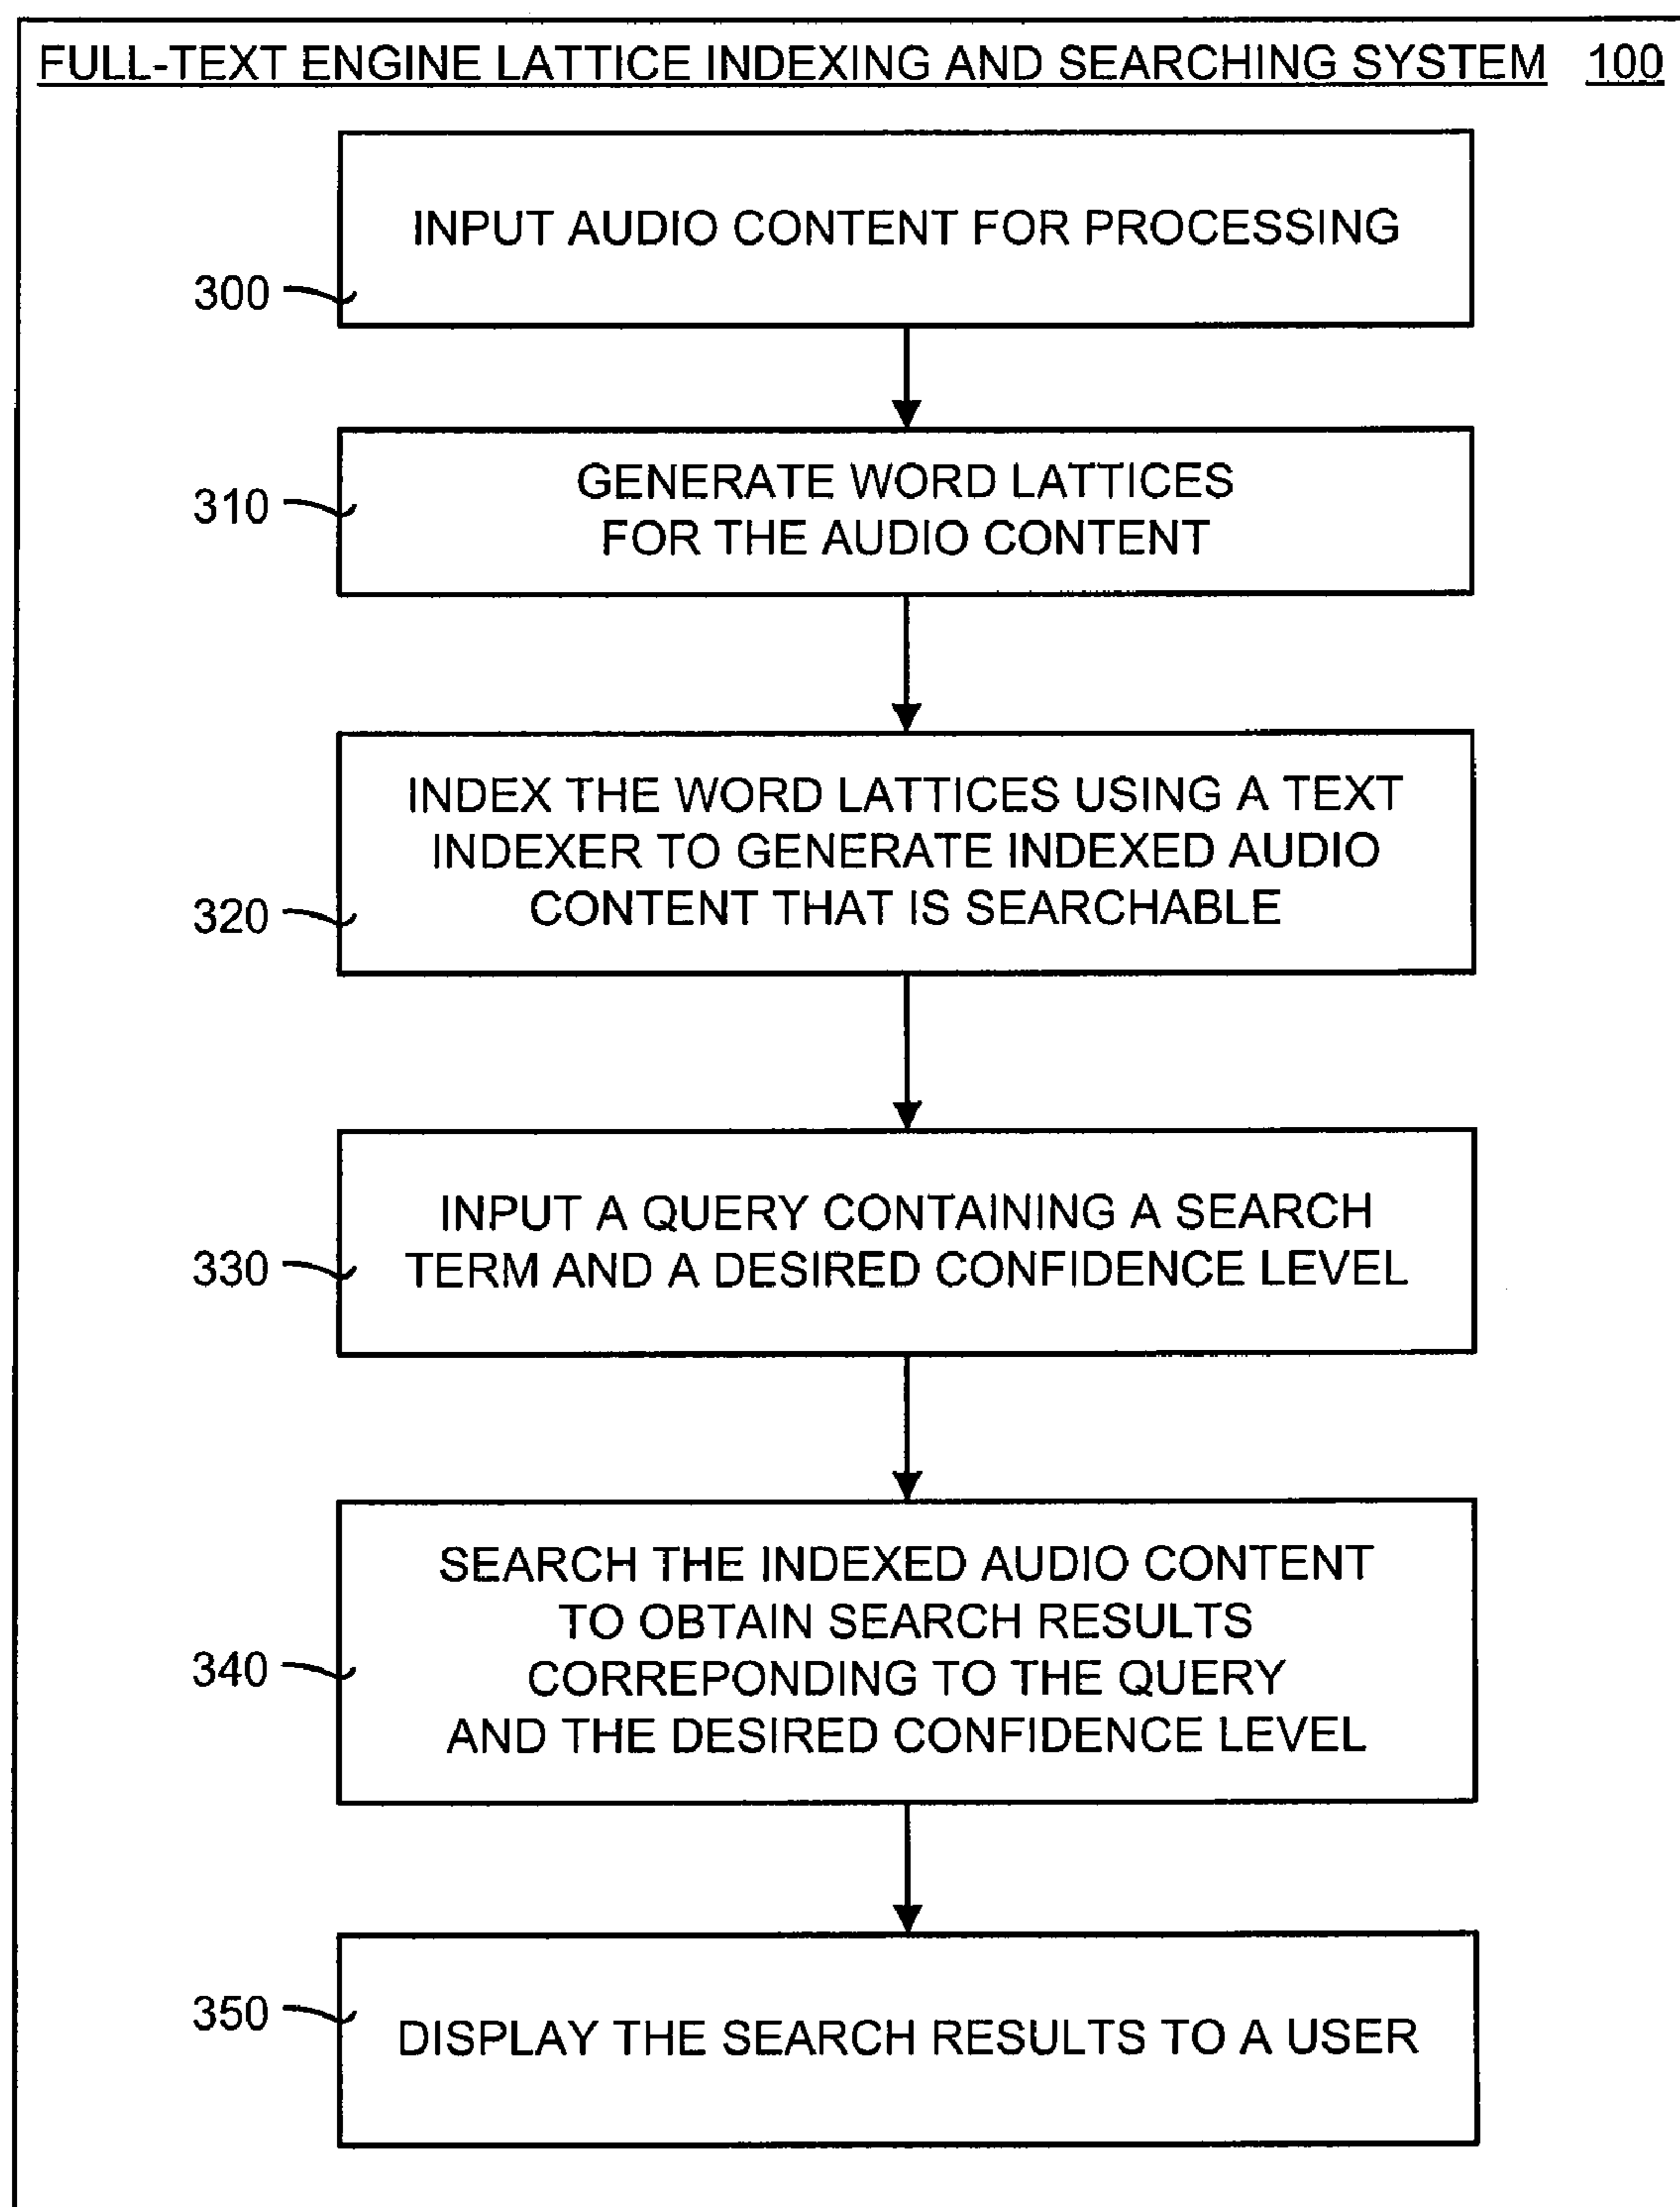 FULL-TEXT ENGINE LATTICE INDEXING AND SEARCHING SYSTEM 100
INPUT AUDIO CONTENT FOR PROCESSING
300
GENERATE WORD LATTICES
FOR THE AUDIO CONTENT
310
INDEX THE WORD LATTICES USING A TEXT
INDEXER TO GENERATE INDEXED AUDIO
CONTENT THAT IS SEARCHABLE
320
INPUT A QUERY CONTAINING A SEARCH
TERM AND A DESIRED CONFIDENCE LEVEL
330
SEARCH THE INDEXED AUDIO CONTENT
TO OBTAIN SEARCH RESULTS
CORREPONDING TO THE QUERY
AND THE DESIRED CONFIDENCE LEVEL
340
DISPLAY THE SEARCH RESULTS TO A USER
350